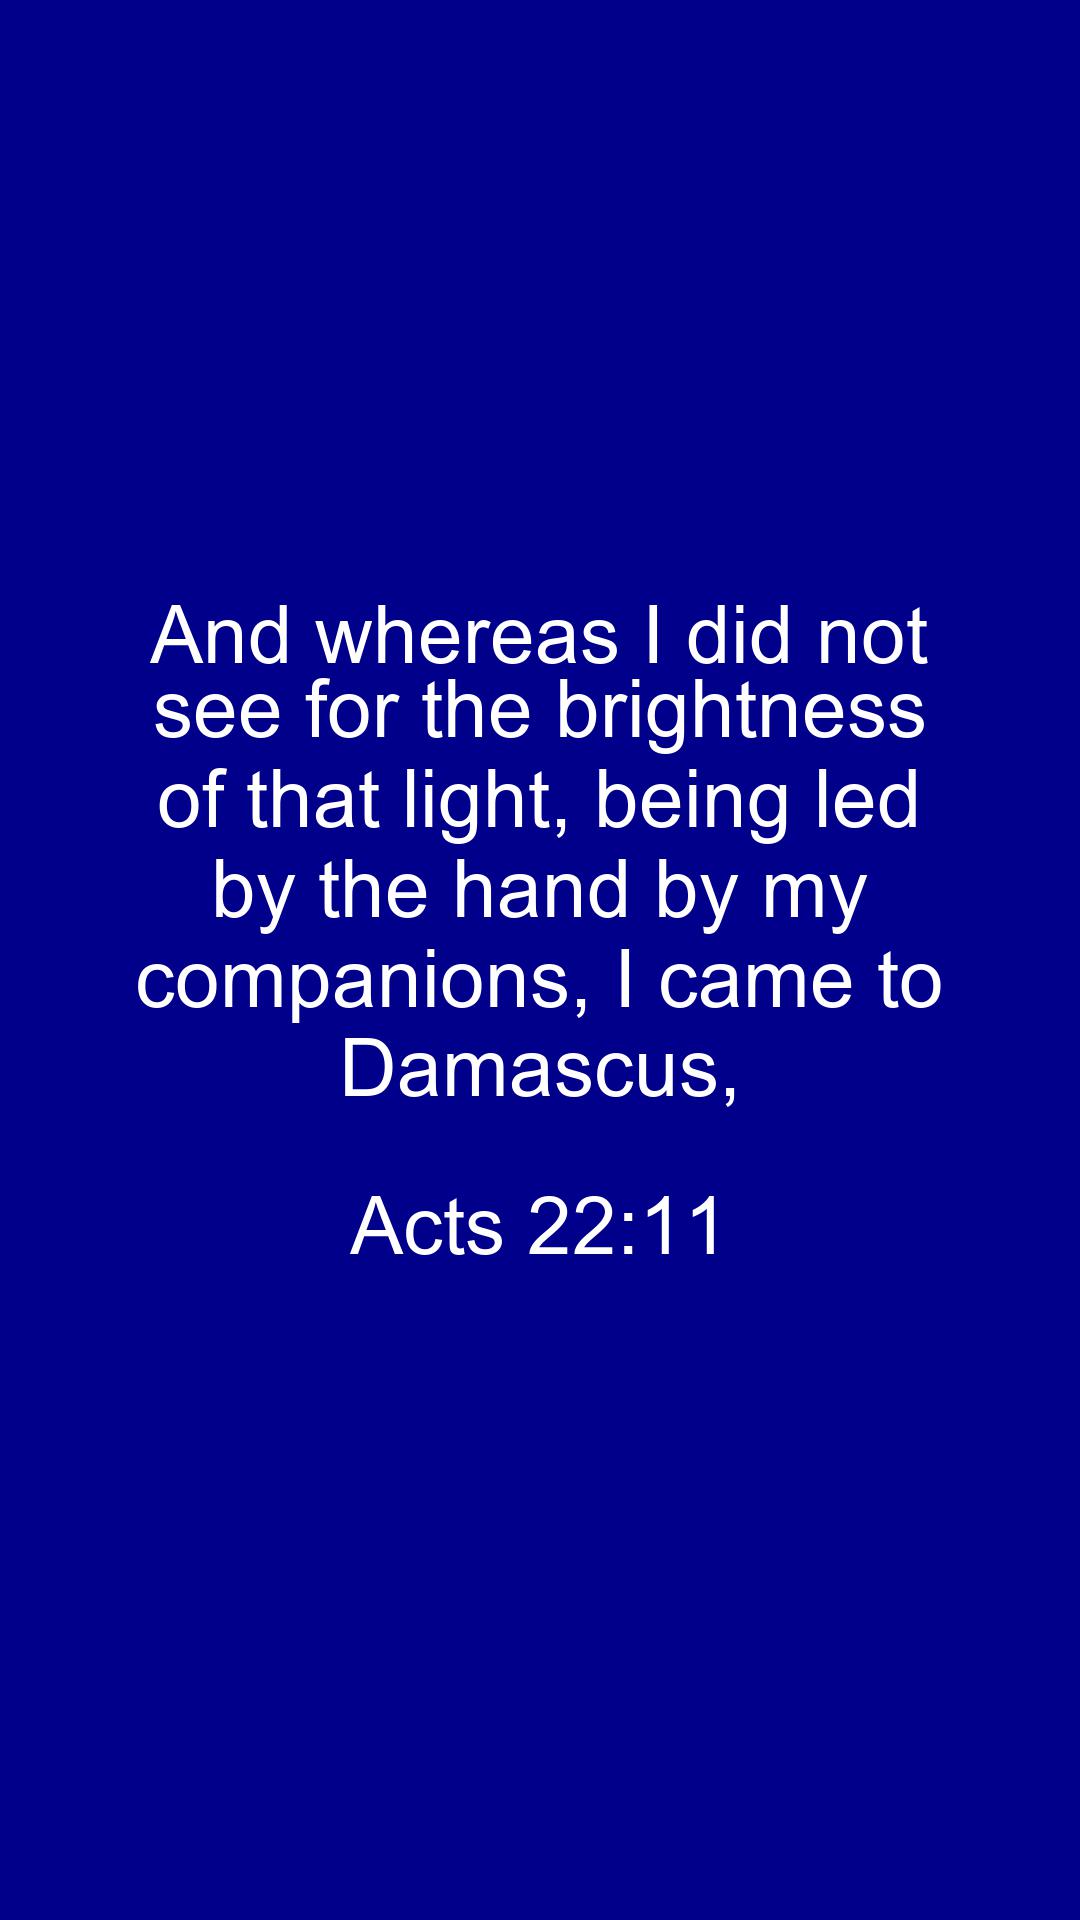 And whereas I did not
see for the brightness
of that light, being led
by the hand by my
companions, I came to
Damascus,
Acts 22:11